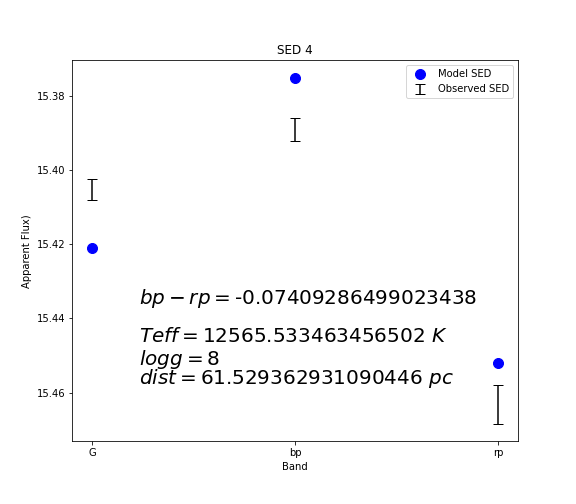 SED 4
Model SED
Observed SED
15.38
15.40
15.42
15.44
15.46
Apparent Flux)
bp − rp = -0.07409286499023438
Teff = 12565.533463456502 K
logg = 8
dist = 61.529362931090446 pc
G
bp
rp
Band